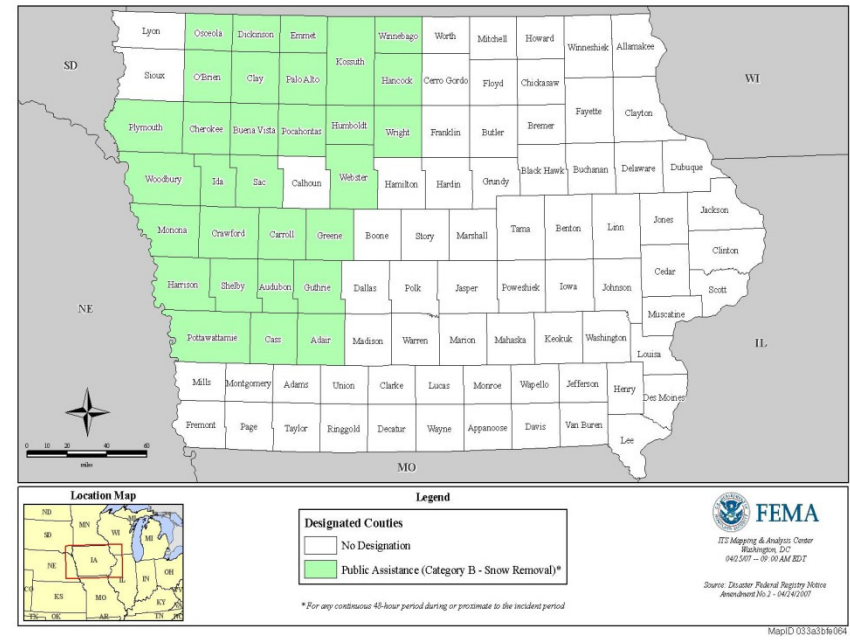 Lyon Osceola Dickinson Emmet Winnebago Worth Mitchell Howard Winneshiek Allamakee
SD Sioux O'Brien Clay Palo Alto Kossuth Hancock Cerro Gordo Floyd Chickasaw WI
Plymouth Cherokee Buena Vista Pocahontas Humboldt Wright Franklin Butler Bremer Fayette Clayton
Woodbury Ida Sac Calhoun Webster Hamilton Hardin Grundy Black Hawk Buchanan Delaware Dubuque
Monona Crawford Carroll Greene Boone Story Marshall Tama Benton Linn Jones Jackson
Clinton
Harrison Shelby Audubon Guthrie Dallas Polk Jasper Poweshiek Iowa Johnson Cedar Scott
NE Muscatine
Pottawattamie Cass Adair Madison Warren Marion Mahaska Keokuk Washington Louisa IL
Mills Montgomery Adams Union Clarke Lucas Monroe Wapello Jefferson Henry Des Moines
Fremont Page Taylor Ringgold Decatur Wayne Appanoose Davis Van Buren Lee
0 10 20 40 60
miles
MO
Location Map
ND MN SD WI MI NE IA IL IN OH CO KS MO KY OK AR TN NC
Legend
Designated Couties
No Designation
Public Assistance (Category B - Snow Removal)*
* For any continuous 48-hour period during or proximate to the incident period
FEMA
ITS Mapping & Analysis Center
Washington, DC
04/25/07 -- 09:00 AM EDT
Source: Disaster Federal Registry Notice
Amendment No.2 - 04/24/2007
MapID 033a3bfe064